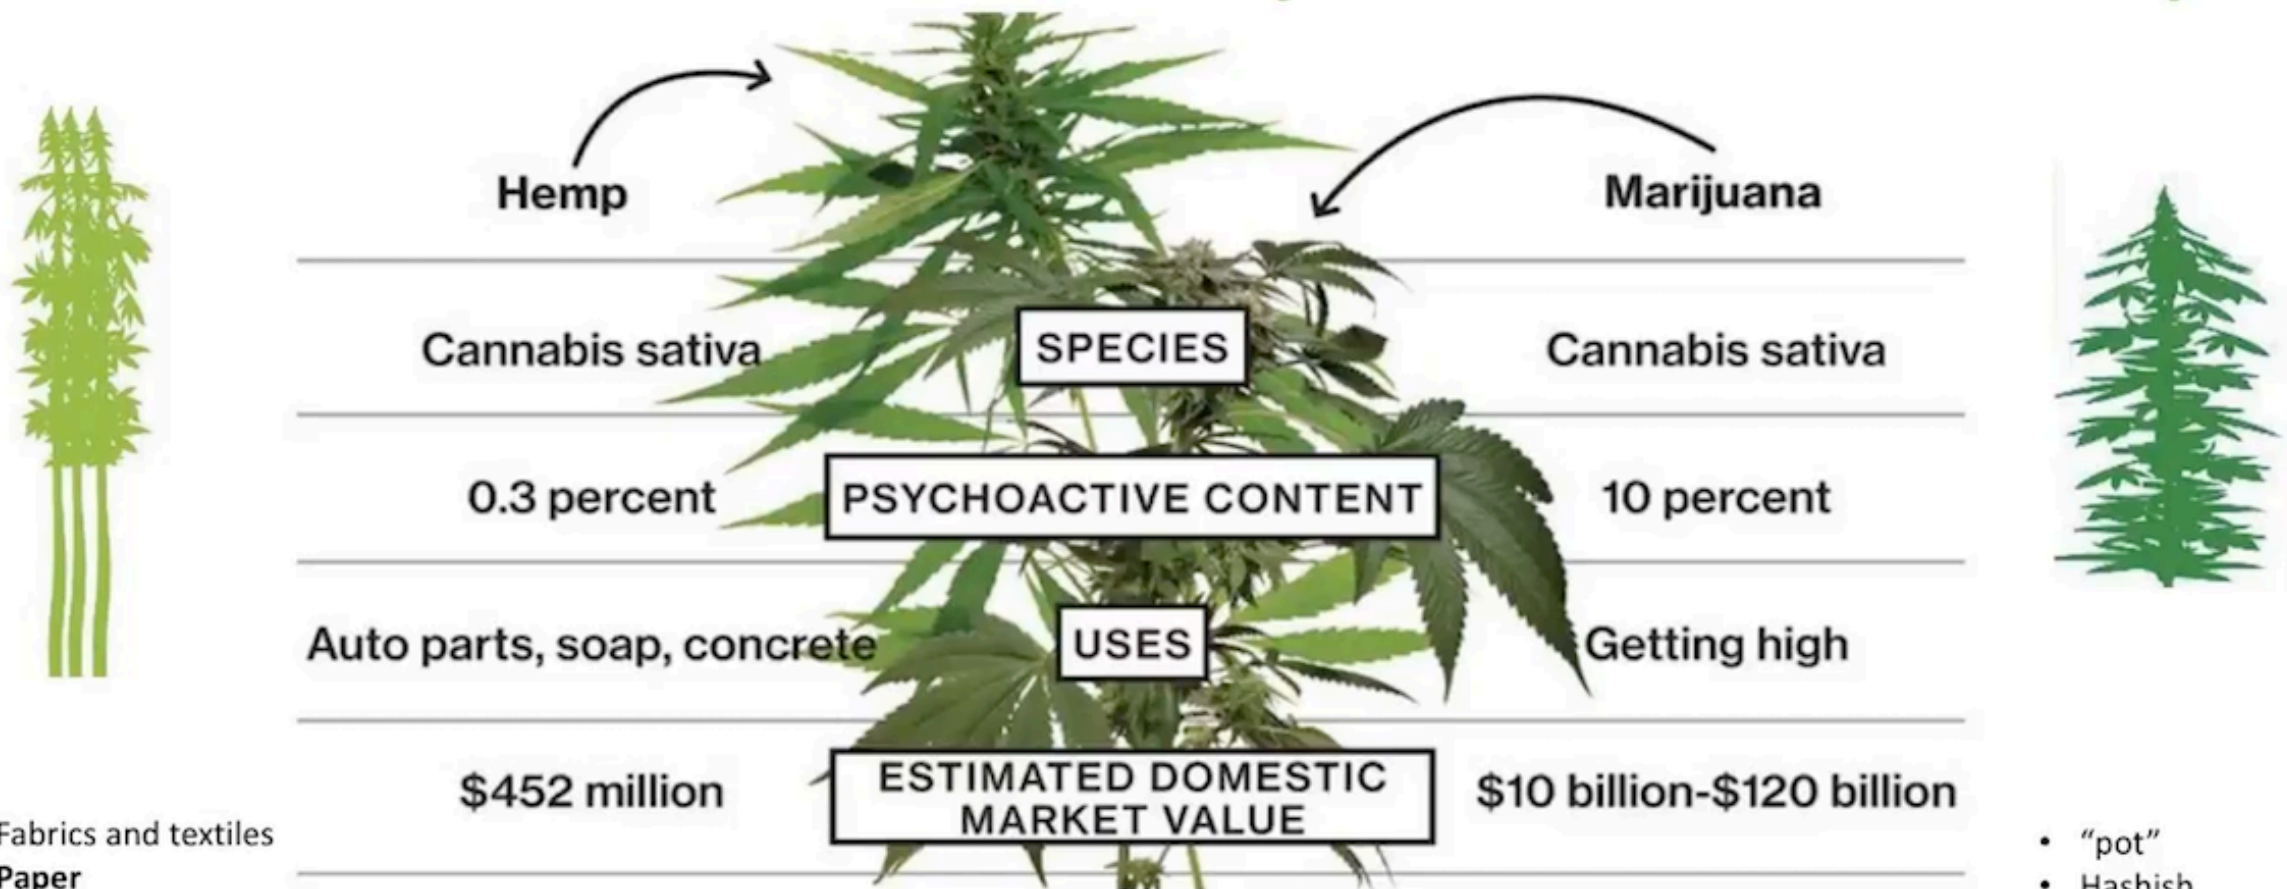 Hemp
Marijuana
Cannabis sativa
SPECIES
Cannabis sativa
0.3 percent
PSYCHOACTIVE CONTENT
10 percent
Auto parts, soap, concrete
USES
Getting high
$452 million
ESTIMATED DOMESTIC
MARKET VALUE
$10 billion-$120 billion
Fabrics and textiles
Paper
• “pot”
• Hashish